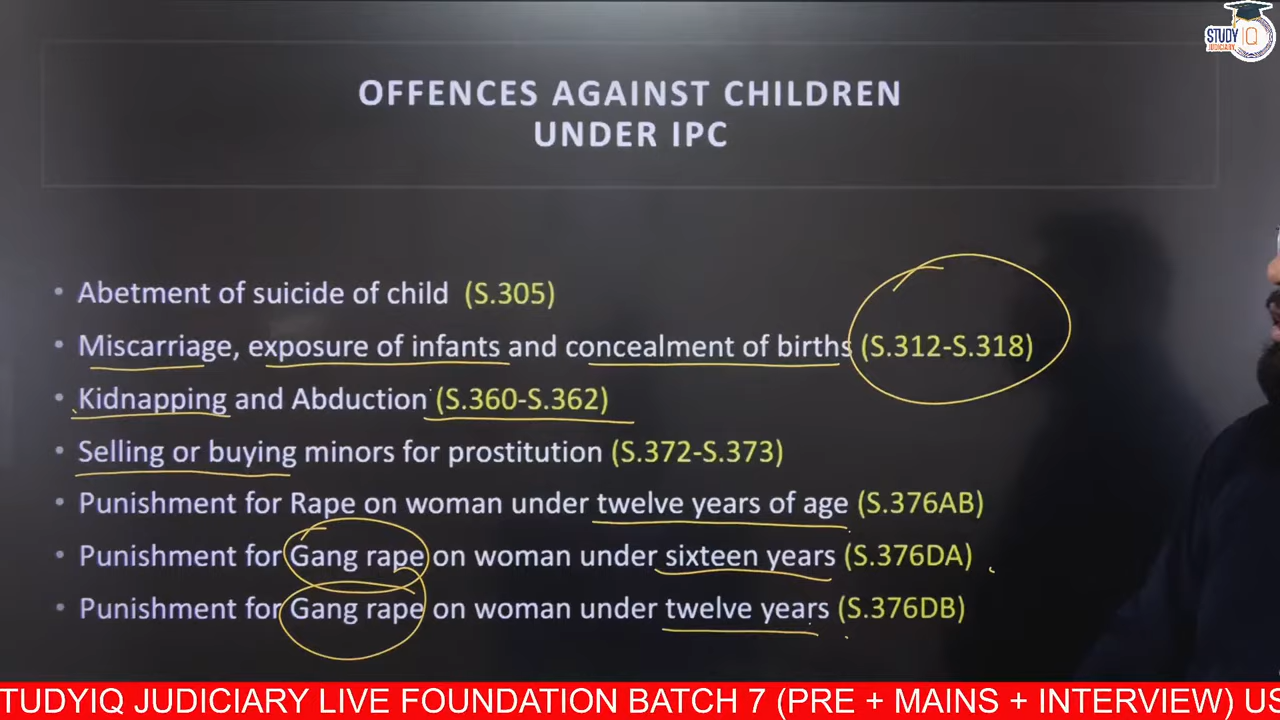 STUDY IQ
JUDICIARY
OFFENCES AGAINST CHILDREN
UNDER IPC
• Abetment of suicide of child (S.305)
• Miscarriage, exposure of infants and concealment of births (S.312-S.318)
• Kidnapping and Abduction (S.360-S.362)
• Selling or buying minors for prostitution (S.372-S.373)
• Punishment for Rape on woman under twelve years of age (S.376AB)
• Punishment for Gang rape on woman under sixteen years (S.376DA)
• Punishment for Gang rape on woman under twelve years (S.376DB)
TUDYIQ JUDICIARY LIVE FOUNDATION BATCH 7 (PRE + MAINS + INTERVIEW) US